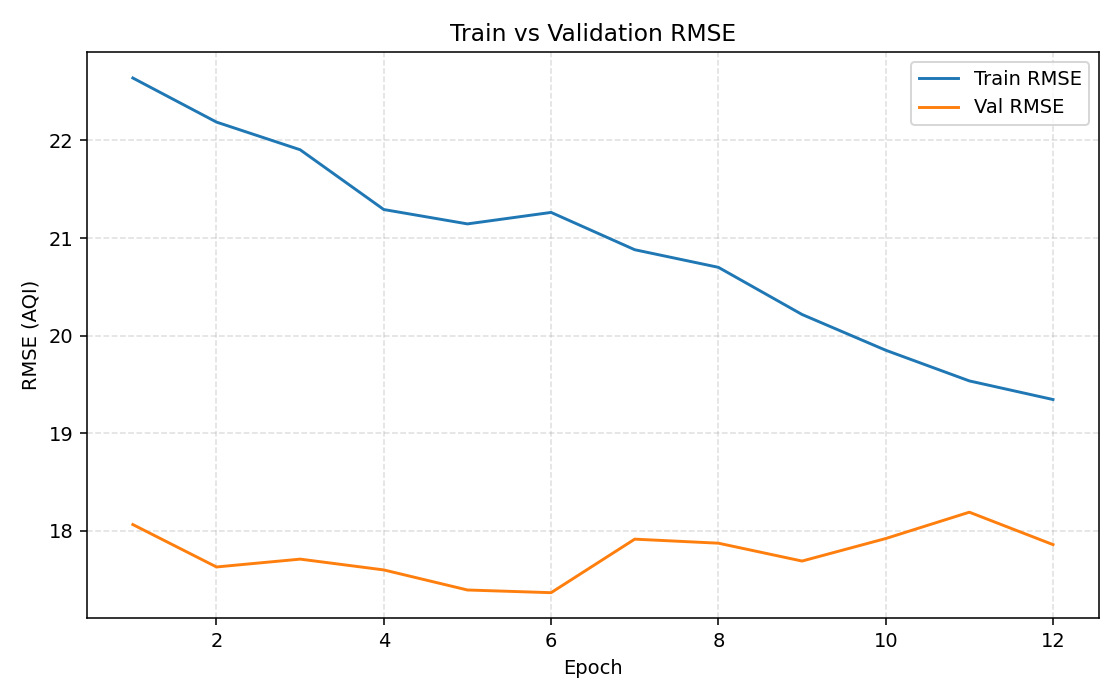 Train vs Validation RMSE
Train RMSE
Val RMSE
22
21
20
19
18
RMSE (AQI)
2 4 6 8 10 12
Epoch